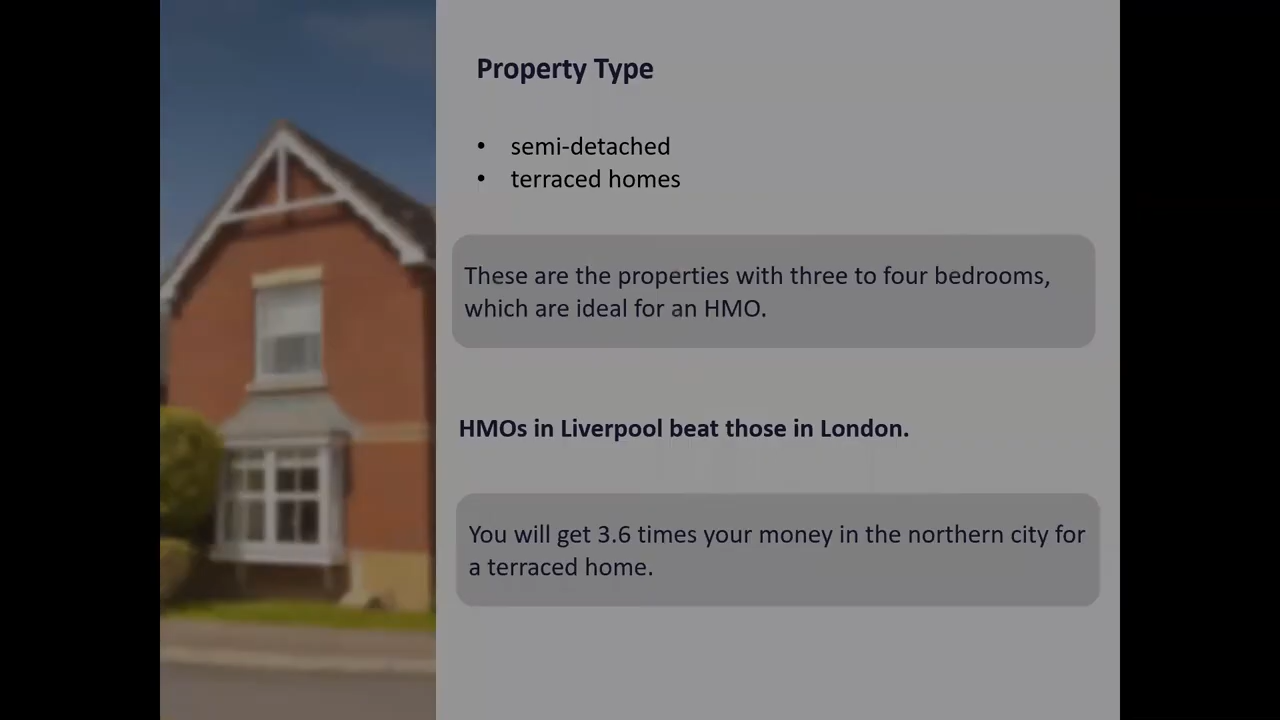 Property Type
• semi-detached
• terraced homes
These are the properties with three to four bedrooms,
which are ideal for an HMO.
HMOs in Liverpool beat those in London.
You will get 3.6 times your money in the northern city for
a terraced home.